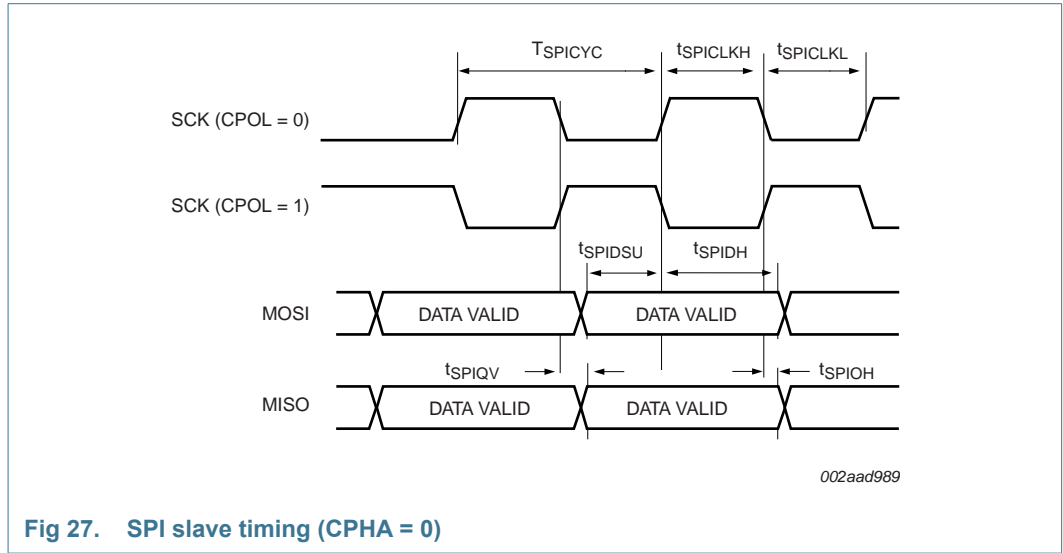 TSPICYC tSPICLKH tSPICLKL
SCK (CPOL = 0)
SCK (CPOL = 1)
tSPIDSU tSPIDH
MOSI DATA VALID DATA VALID
tSPIQV tSPIOH
MISO DATA VALID DATA VALID
002aad989
Fig 27. SPI slave timing (CPHA = 0)